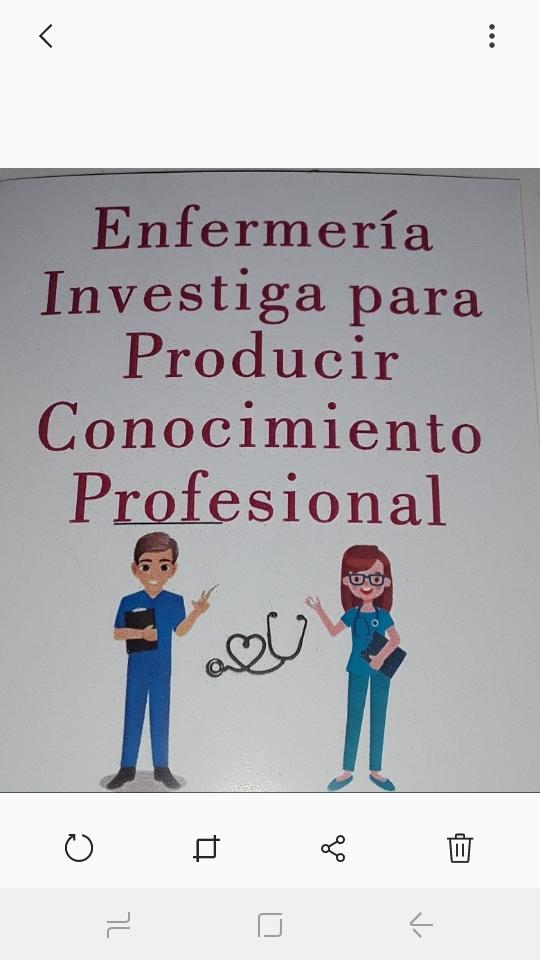 Enfermería
Investiga para
Producir
Conocimiento
Profesional